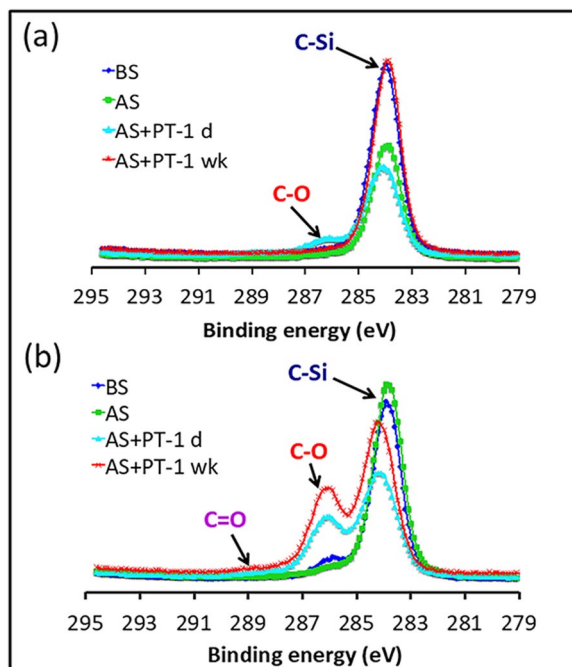 (a)
C-Si
BS
AS
AS+PT-1 d
AS+PT-1 wk
C-O
295 293 291 289 287 285 283 281 279
Binding energy (eV)
(b)
C-Si
BS
AS
AS+PT-1 d
AS+PT-1 wk
C-O
C=O
295 293 291 289 287 285 283 281 279
Binding energy (eV)